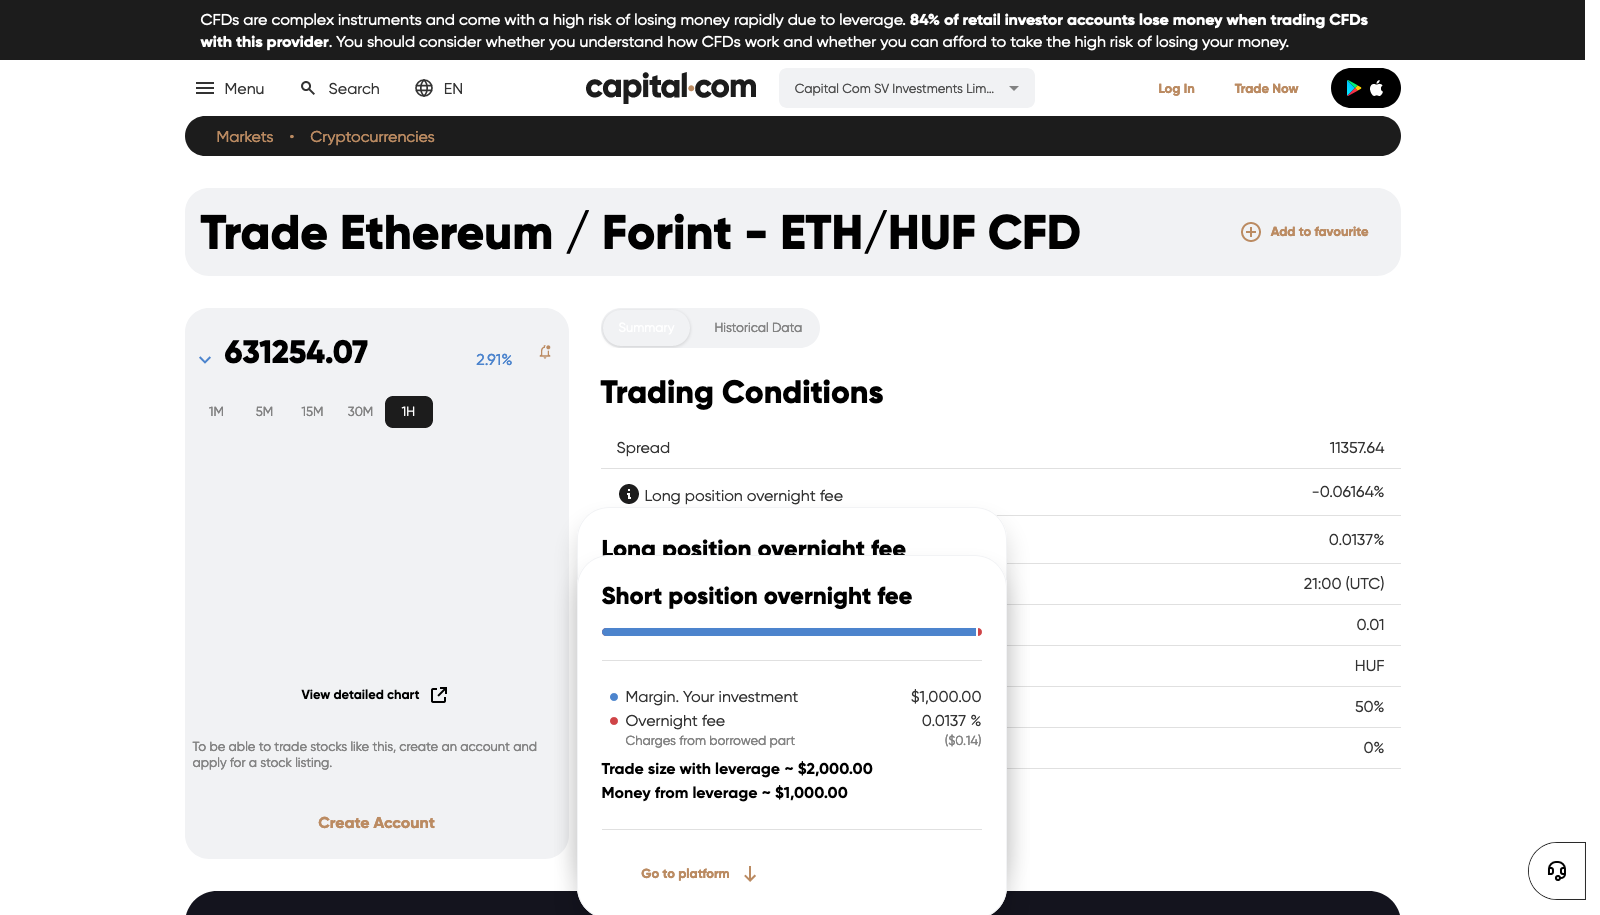 CFDs are complex instruments and come with a high risk of losing money rapidly due to leverage. 84% of retail investor accounts lose money when trading CFDs
with this provider. You should consider whether you understand how CFDs work and whether you can afford to take the high risk of losing your money.
Menu Search EN capital.com Capital Com SV Investments Lim... Log In Trade Now
Markets • Cryptocurrencies
Trade Ethereum / Forint - ETH/HUF CFD Add to favourite
631254.07 2.91%
1M 5M 15M 30M 1H
View detailed chart
To be able to trade stocks like this, create an account and
apply for a stock listing.
Create Account
Summary Historical Data
Trading Conditions
Spread 11357.64
Long position overnight fee -0.06164%
0.0137%
21:00 (UTC)
0.01
HUF
50%
0%
Long position overnight fee
Short position overnight fee
Margin. Your investment $1,000.00
Overnight fee 0.0137 %
Charges from borrowed part ($0.14)
Trade size with leverage ~ $2,000.00
Money from leverage ~ $1,000.00
Go to platform